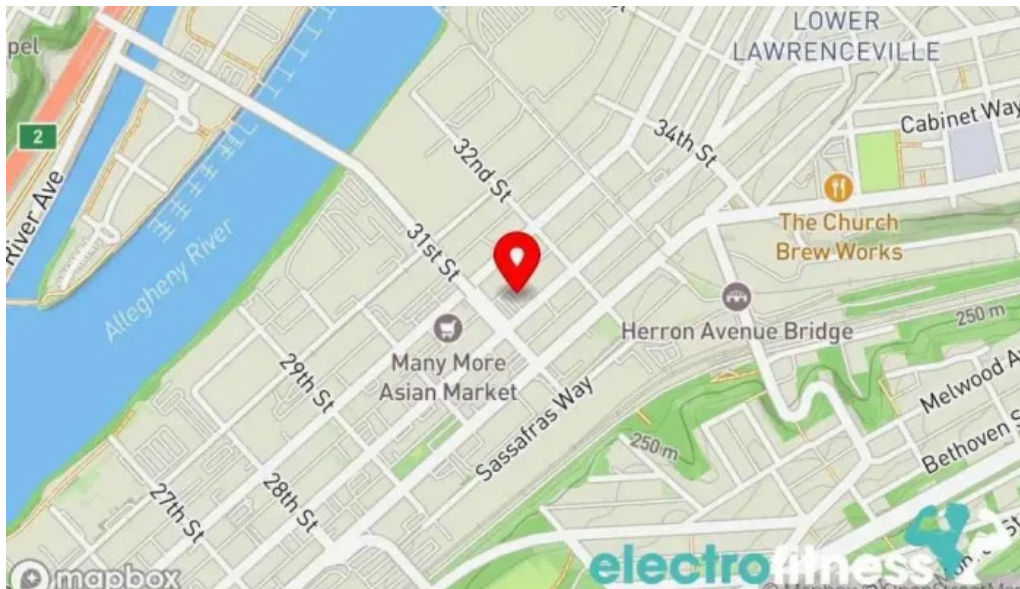 LOWER
LAWRENCEVILLE
pel
Cabinet Way
34th St
2
32nd St
River Ave
The Church
Brew Works
31st St
Allegheny River
Herron Avenue Bridge
250 m
Many More
Asian Market
29th St
Melwood A
Sassafras Way
250 m
Bethoven S
28th St
27th St
electrofitness
mapbox